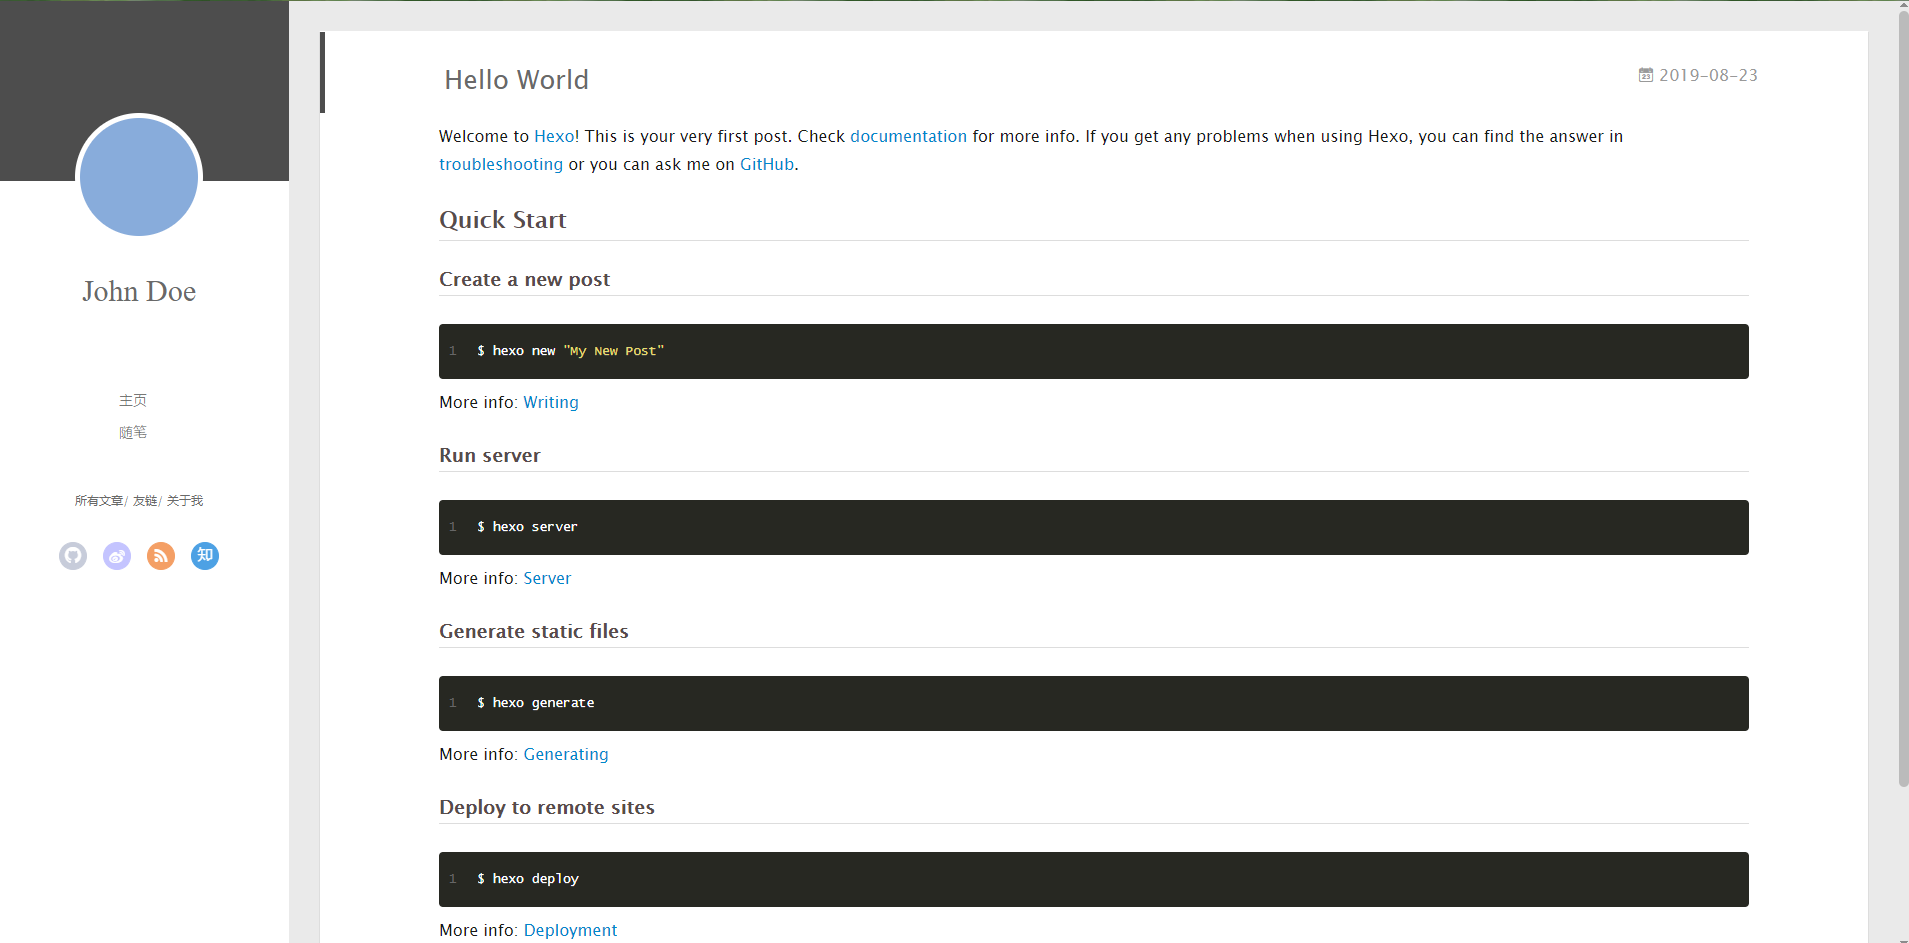 John Doe
主页
随笔
所有文章/ 友链/ 关于我
知
Hello World
23 2019-08-23
Welcome to Hexo! This is your very first post. Check documentation for more info. If you get any problems when using Hexo, you can find the answer in
troubleshooting or you can ask me on GitHub.
Quick Start
Create a new post
1 $ hexo new "My New Post"
More info: Writing
Run server
1 $ hexo server
More info: Server
Generate static files
1 $ hexo generate
More info: Generating
Deploy to remote sites
1 $ hexo deploy
More info: Deployment